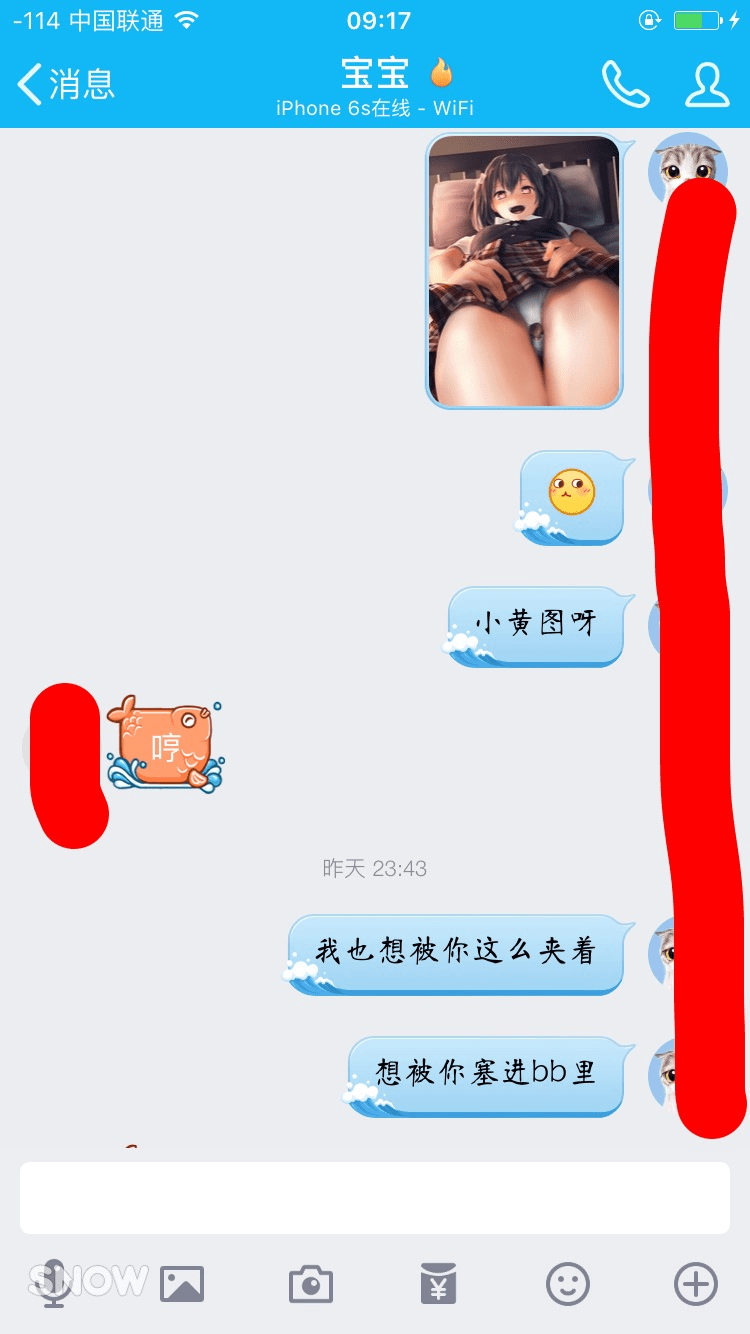 -114 中国联通 09:17
消息
宝宝
iPhone 6s在线 - WiFi
小黄图呀
哼
昨天 23:43
我也想被你这么夹着
想被你塞进bb里
SNOW